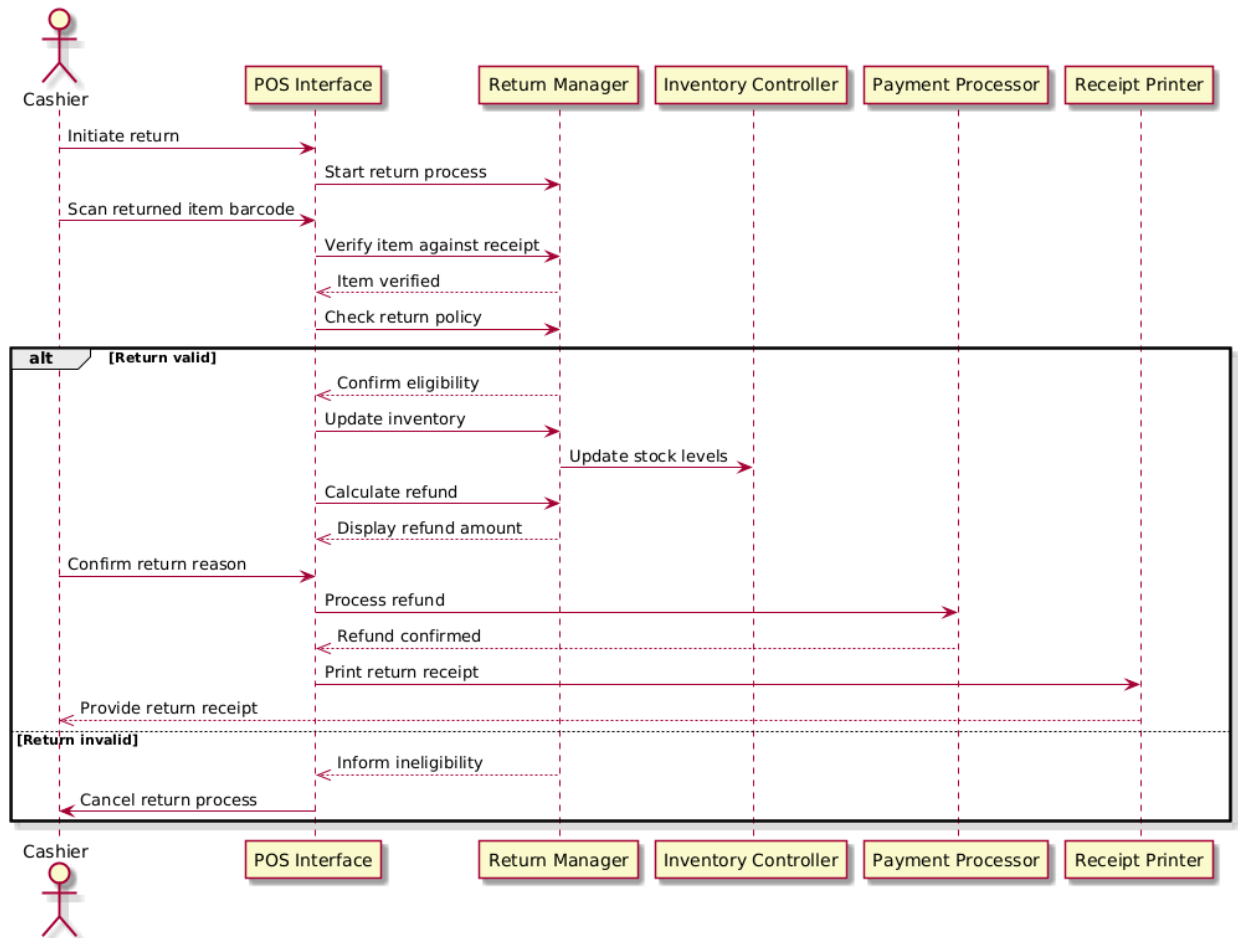 Cashier
POS Interface
Return Manager
Inventory Controller
Payment Processor
Receipt Printer
Initiate return
Start return process
Scan returned item barcode
Verify item against receipt
Item verified
Check return policy
alt [Return valid]
Confirm eligibility
Update inventory
Update stock levels
Calculate refund
Display refund amount
Confirm return reason
Process refund
Refund confirmed
Print return receipt
Provide return receipt
[Return invalid]
Inform ineligibility
Cancel return process
Cashier
POS Interface
Return Manager
Inventory Controller
Payment Processor
Receipt Printer